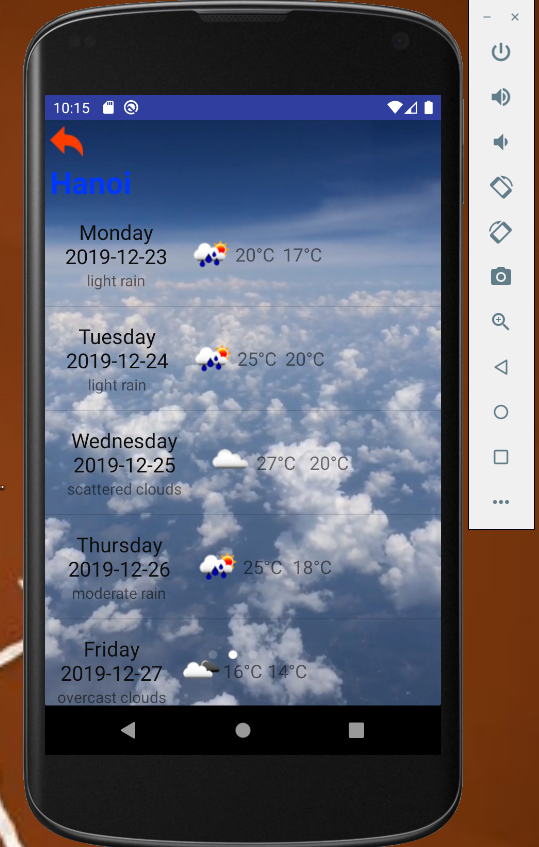 10:15
Hanoi
Monday
2019-12-23
light rain
20°C 17°C
Tuesday
2019-12-24
light rain
25°C 20°C
Wednesday
2019-12-25
scattered clouds
27°C 20°C
Thursday
2019-12-26
moderate rain
25°C 18°C
Friday
2019-12-27
overcast clouds
16°C 14°C